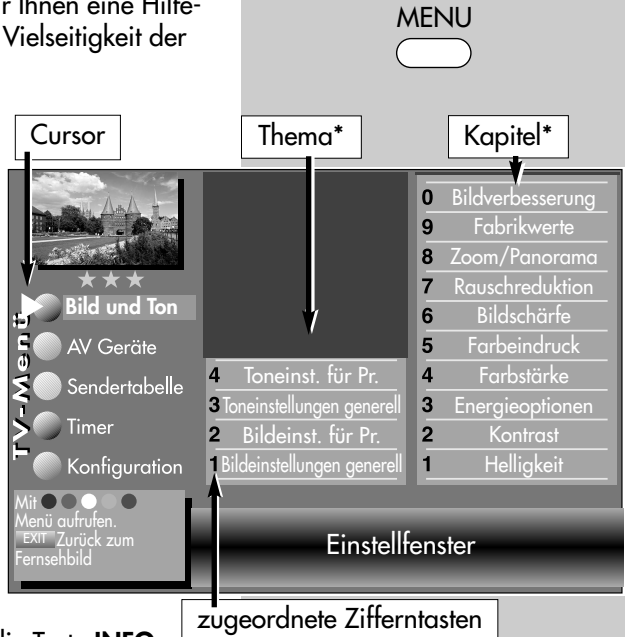 r Ihnen eine Hilfe-
Vielseitigkeit der
MENU
Cursor
Thema*
Kapitel*
TV-Menü
Bild und Ton
AV Geräte
Sendertabelle
Timer
Konfiguration
Mit
Menü aufrufen.
EXIT Zurück zum
Fernsehbild
4 Toneinst. für Pr.
3 Toneinstellungen generell
2 Bildeinst. für Pr.
1 Bildeinstellungen generell
0 Bildverbesserung
9 Fabrikwerte
8 Zoom/Panorama
7 Rauschreduktion
6 Bildschärfe
5 Farbeindruck
4 Farbstärke
3 Energieoptionen
2 Kontrast
1 Helligkeit
Einstellfenster
zugeordnete Zifferntasten
die Taste INFO